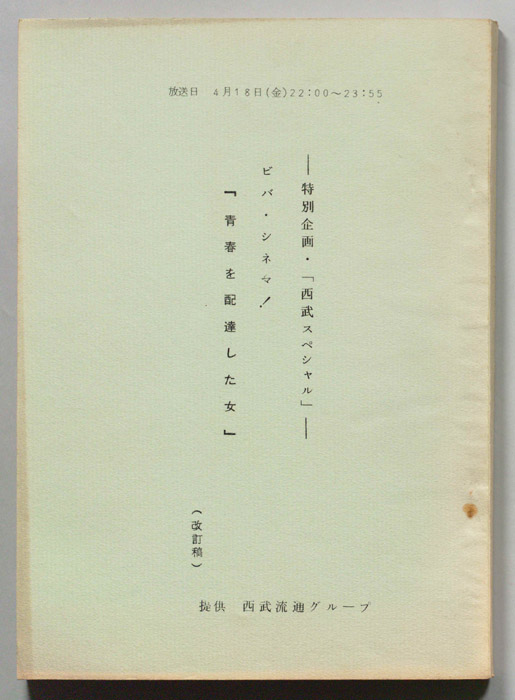 放送日 4月18日(金)22:00〜23:55
――特別企画・「西武スペシャル」――
ビバ・シネマ!
『青春を配達した女』
(改訂稿)
提供 西武流通グループ